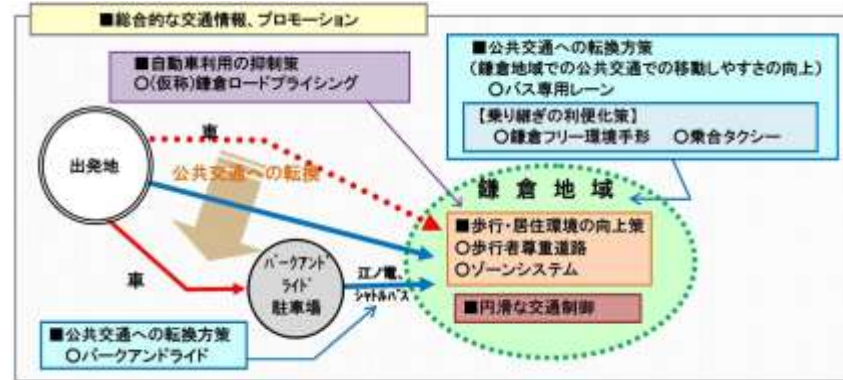 ■総合的な交通情報、プロモーション
■自動車利用の抑制策
○(仮称)鎌倉ロードプライシング
■公共交通への転換方策
(鎌倉地域での公共交通での移動しやすさの向上)
○バス専用レーン
【乗り継ぎの利便化策】
○鎌倉フリー環境手形 ○乗合タクシー
車
出発地
公共交通への転換
鎌倉地域
■歩行・居住環境の向上策
○歩行者尊重道路
○ゾーンシステム
車
パークアンド
ライド
駐車場
江ノ電、
シャトルバス
■円滑な交通制御
■公共交通への転換方策
○パークアンドライド